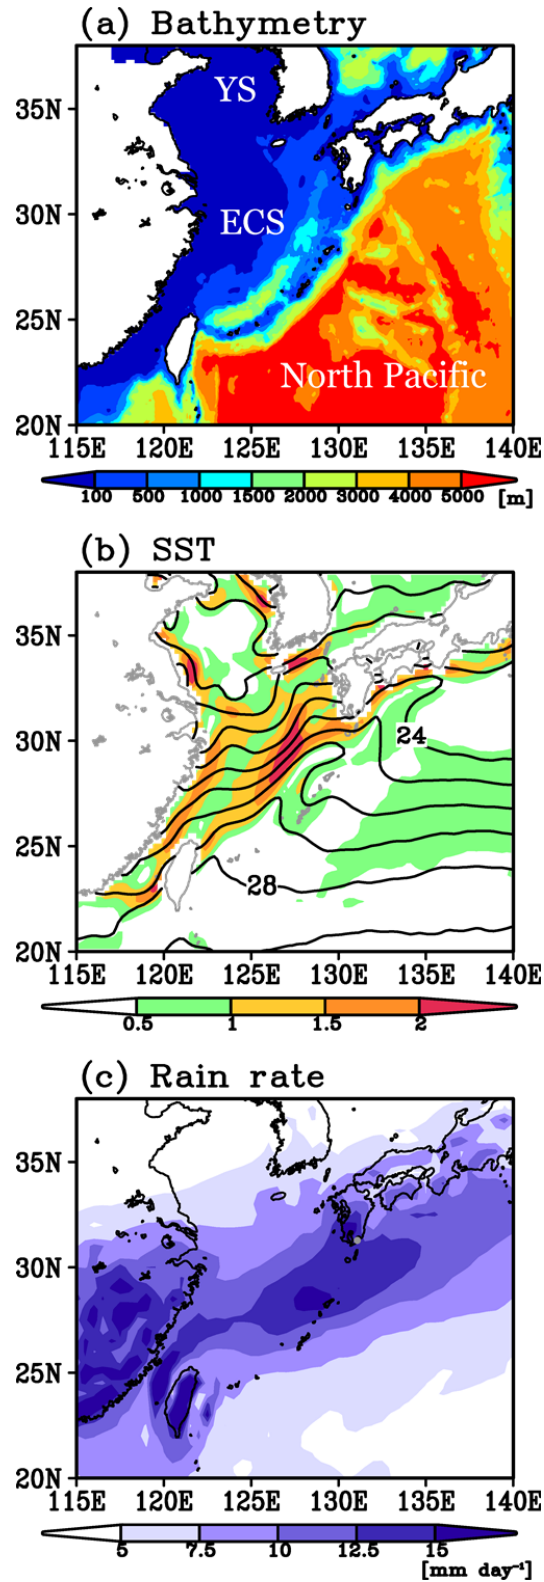 (a) Bathymetry
35N
30N
25N
20N
YS
ECS
North Pacific
115E 120E 125E 130E 135E 140E
100 500 1000 1500 2000 3000 4000 5000 [m]
(b) SST
35N
30N
25N
20N
24
28
115E 120E 125E 130E 135E 140E
0.5 1 1.5 2
(c) Rain rate
35N
30N
25N
20N
115E 120E 125E 130E 135E 140E
5 7.5 10 12.5 15
[mm day⁻¹]